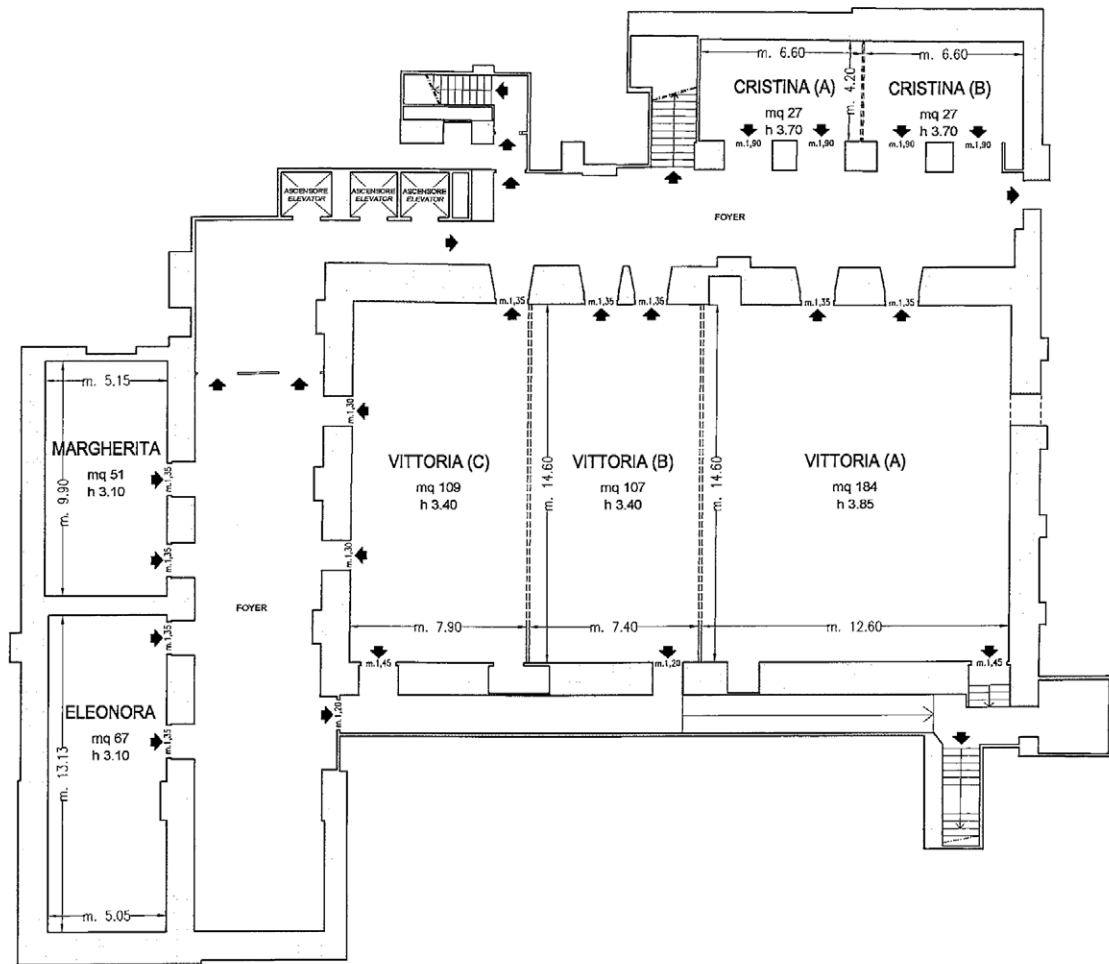 m. 6.60
m. 6.60
m. 4.20
CRISTINA (A)
mq 27
h 3.70
CRISTINA (B)
mq 27
h 3.70
m.1,90
m.1,90
m.1,90
m.1,90
ASCENSORE
ELEVATOR
ASCENSORE
ELEVATOR
ASCENSORE
ELEVATOR
FOYER
m.1,35
m.1,35
m.1,35
m.1,35
m.1,35
m. 5.15
MARGHERITA
mq 51
h 3.10
m. 9.90
m.1,35
m.1,35
m.1,30
m.1,30
VITTORIA (C)
mq 109
h 3.40
m. 14.60
VITTORIA (B)
mq 107
h 3.40
m. 14.60
VITTORIA (A)
mq 184
h 3.85
FOYER
m. 7.90
m. 7.40
m. 12.60
m.1,45
m.1,20
m.1,45
m.1,35
ELEONORA
mq 67
h 3.10
m. 13.13
m.1,35
m.1,20
m. 5.05